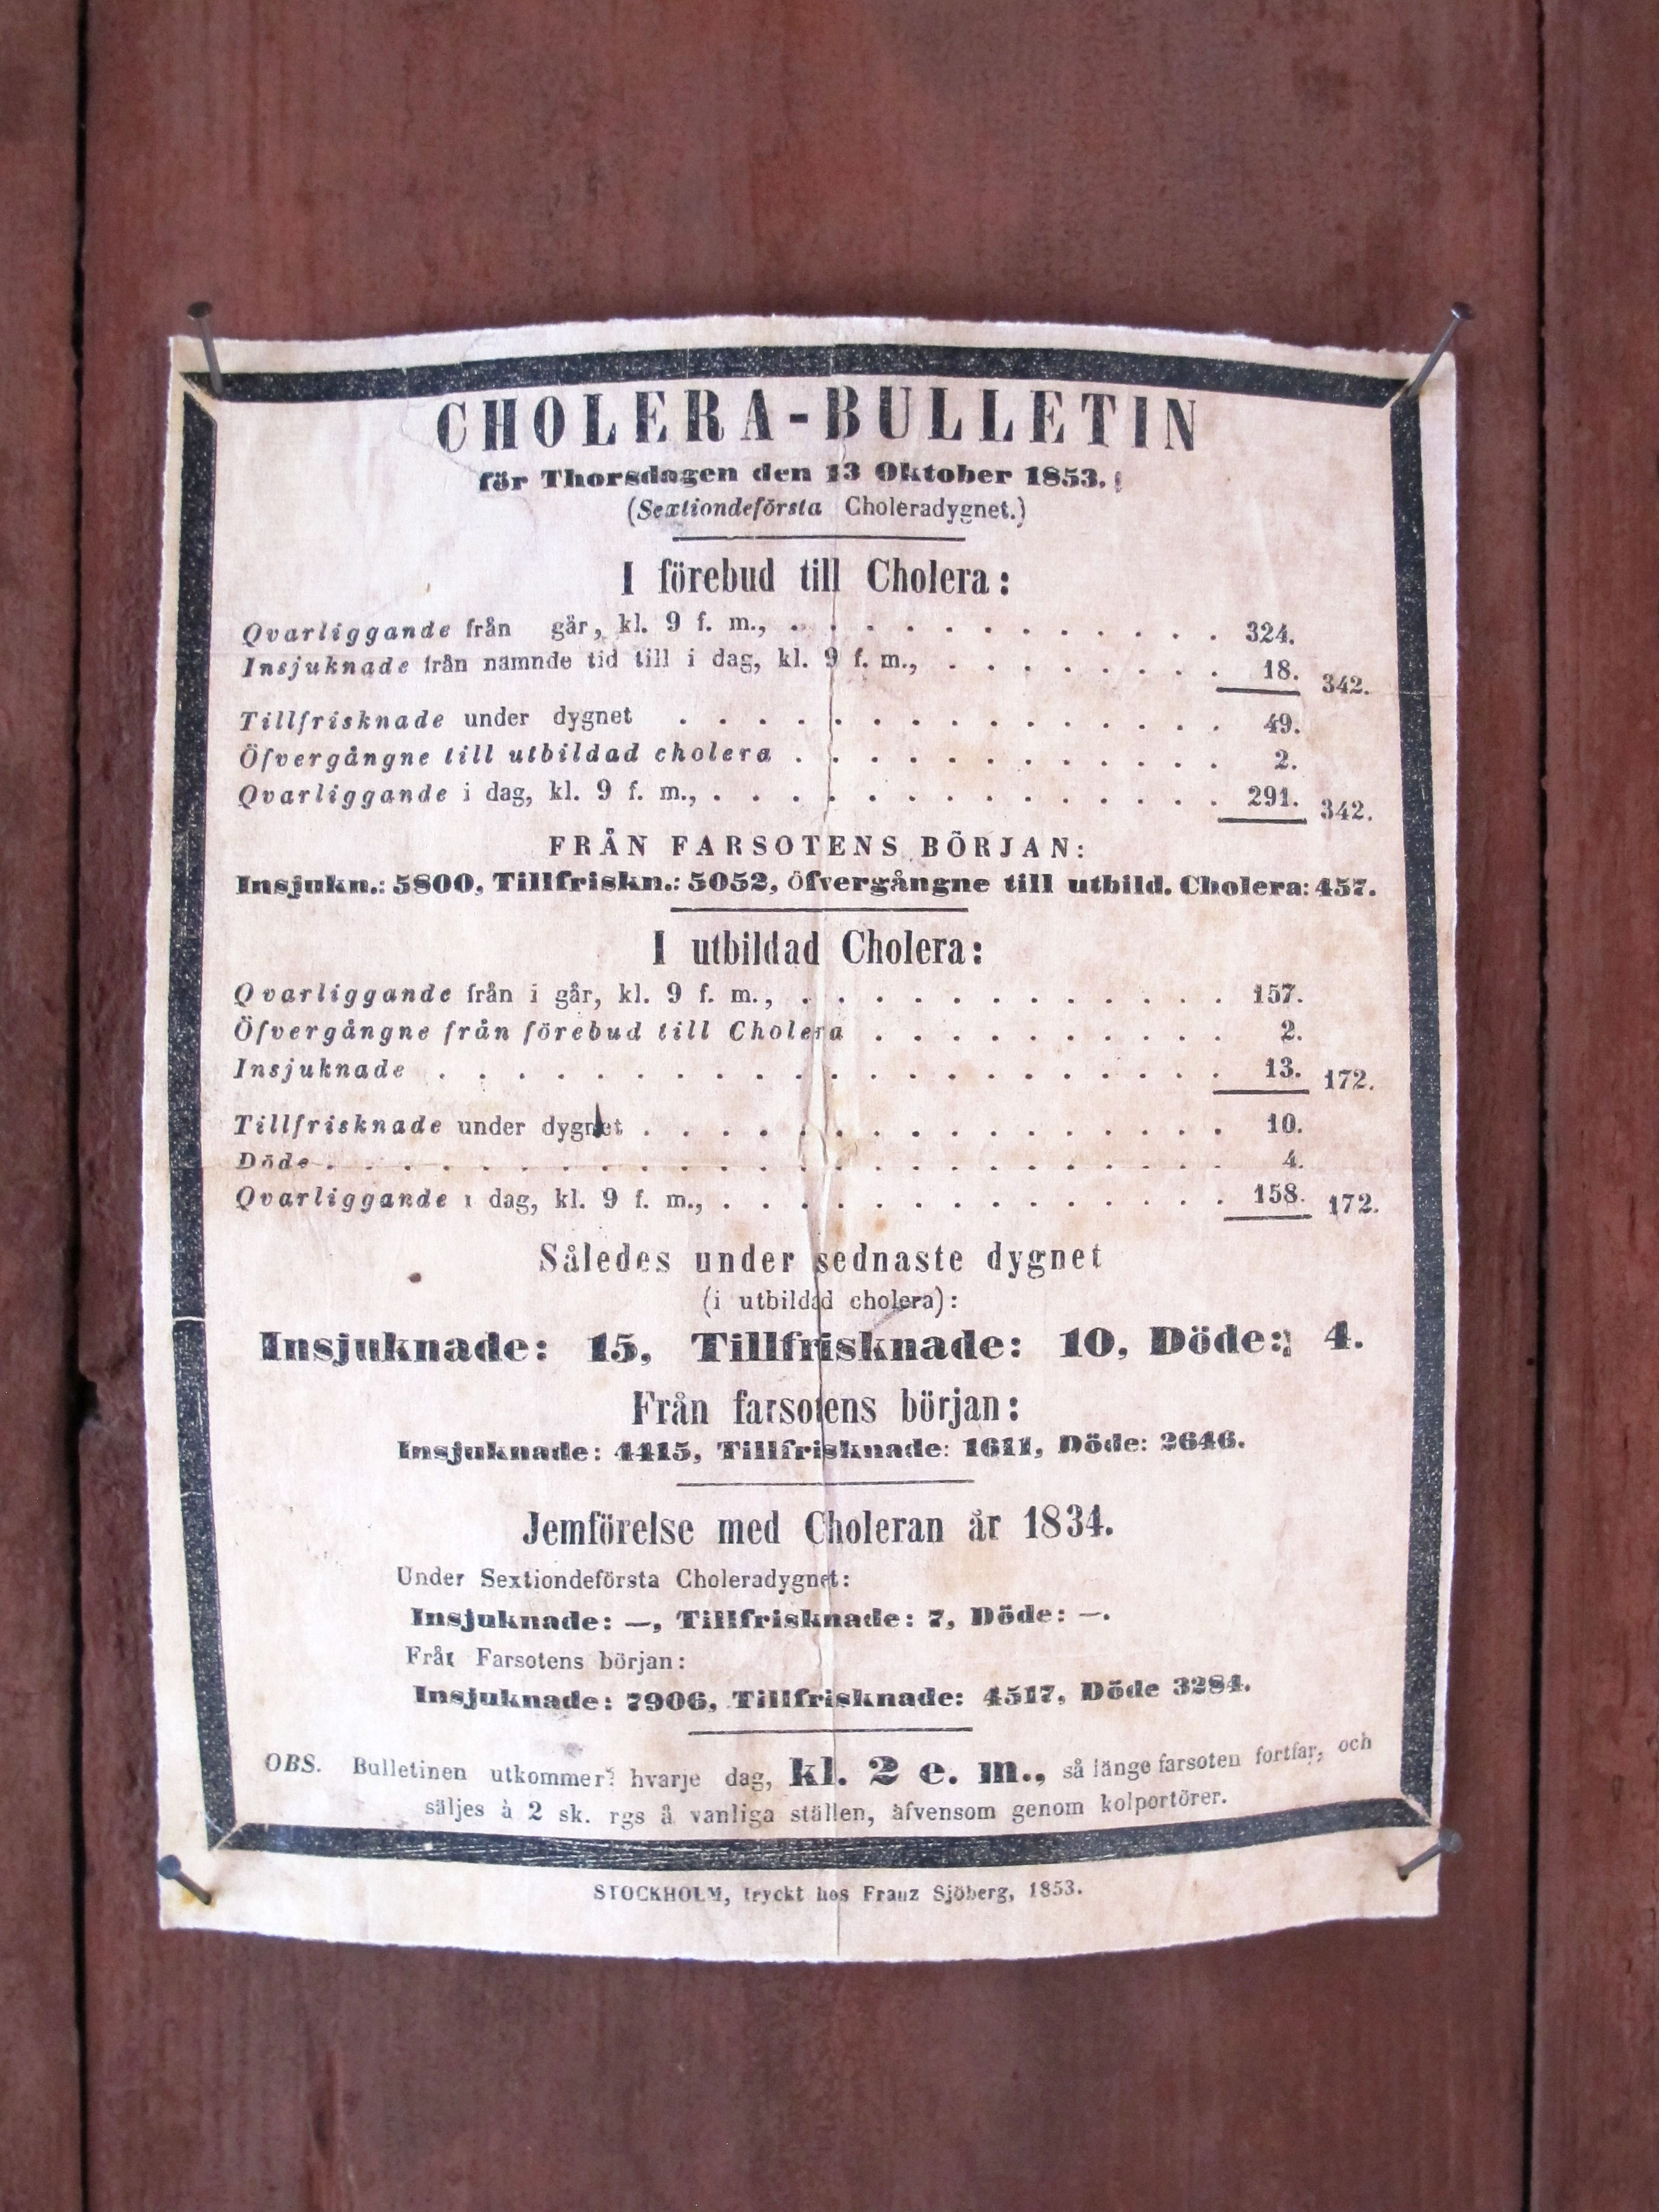 CHOLERA-BULLETIN
för Thorsdagen den 13 Oktober 1853.
(Sextiondeförsta Choleradygnet.)
I förebud till Cholera:
Qvarliggande från går, kl. 9 f. m., . . . . . . . . . . . . 324.
Insjuknade från nämnde tid till i dag, kl. 9 f. m., . . . . . . . . 18. 342.
Tillfrisknade under dygnet . . . . . . . . . . . . . . 49.
Öfvergångne till utbildad cholera . . . . . . . . . . . . 2.
Qvarliggande i dag, kl. 9 f. m., . . . . . . . . . . . . . . 291. 342.
FRÅN FARSOTENS BÖRJAN:
Insjukn.: 5800, Tillfriskn.: 5052, Öfvergångne till utbild. Cholera: 457.
I utbildad Cholera:
Qvarliggande från i går, kl. 9 f. m., . . . . . . . . . . . . 157.
Öfvergångne från förebud till Cholera . . . . . . . . . . 2.
Insjuknade . . . . . . . . . . . . . . . . . . . . . 13. 172.
Tillfrisknade under dygnet . . . . . . . . . . . . . . . 10.
Döde . . . . . . . . . . . . . . . . . . . . . . . . 4.
Qvarliggande i dag, kl. 9 f. m., . . . . . . . . . . . . . . 158. 172.
Således under sednaste dygnet
(i utbildad cholera):
Insjuknade: 15, Tillfrisknade: 10, Döde: 4.
Från farsotens början:
Insjuknade: 4415, Tillfrisknade: 1611, Döde: 2646.
Jemförelse med Choleran år 1834.
Under Sextiondeförsta Choleradygnet:
Insjuknade: —, Tillfrisknade: 7, Döde: —.
Från Farsotens början:
Insjuknade: 7906, Tillfrisknade: 4517, Döde 3284.
OBS. Bulletinen utkommer hvarje dag, kl. 2 e. m., så länge farsoten fortfar, och
säljes à 2 sk. rgs å vanliga ställen, äfvensom genom kolportörer.
STOCKHOLM, tryckt hos Franz Sjöberg, 1853.